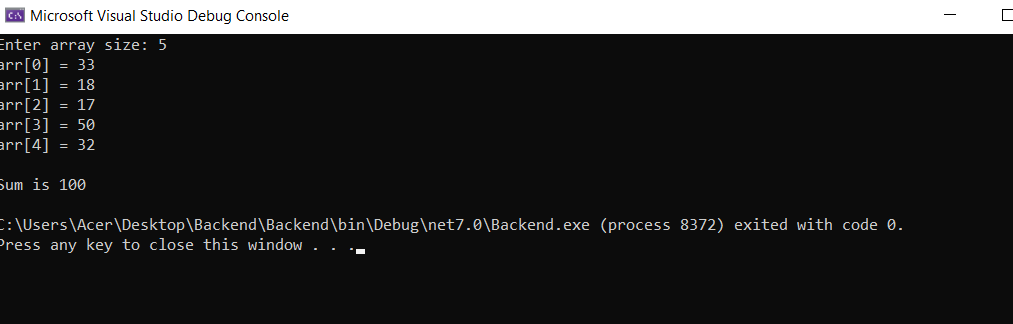 Microsoft Visual Studio Debug Console
Enter array size: 5
arr[0] = 33
arr[1] = 18
arr[2] = 17
arr[3] = 50
arr[4] = 32
Sum is 100
C:\Users\Acer\Desktop\Backend\Backend\bin\Debug\net7.0\Backend.exe (process 8372) exited with code 0.
Press any key to close this window . . .